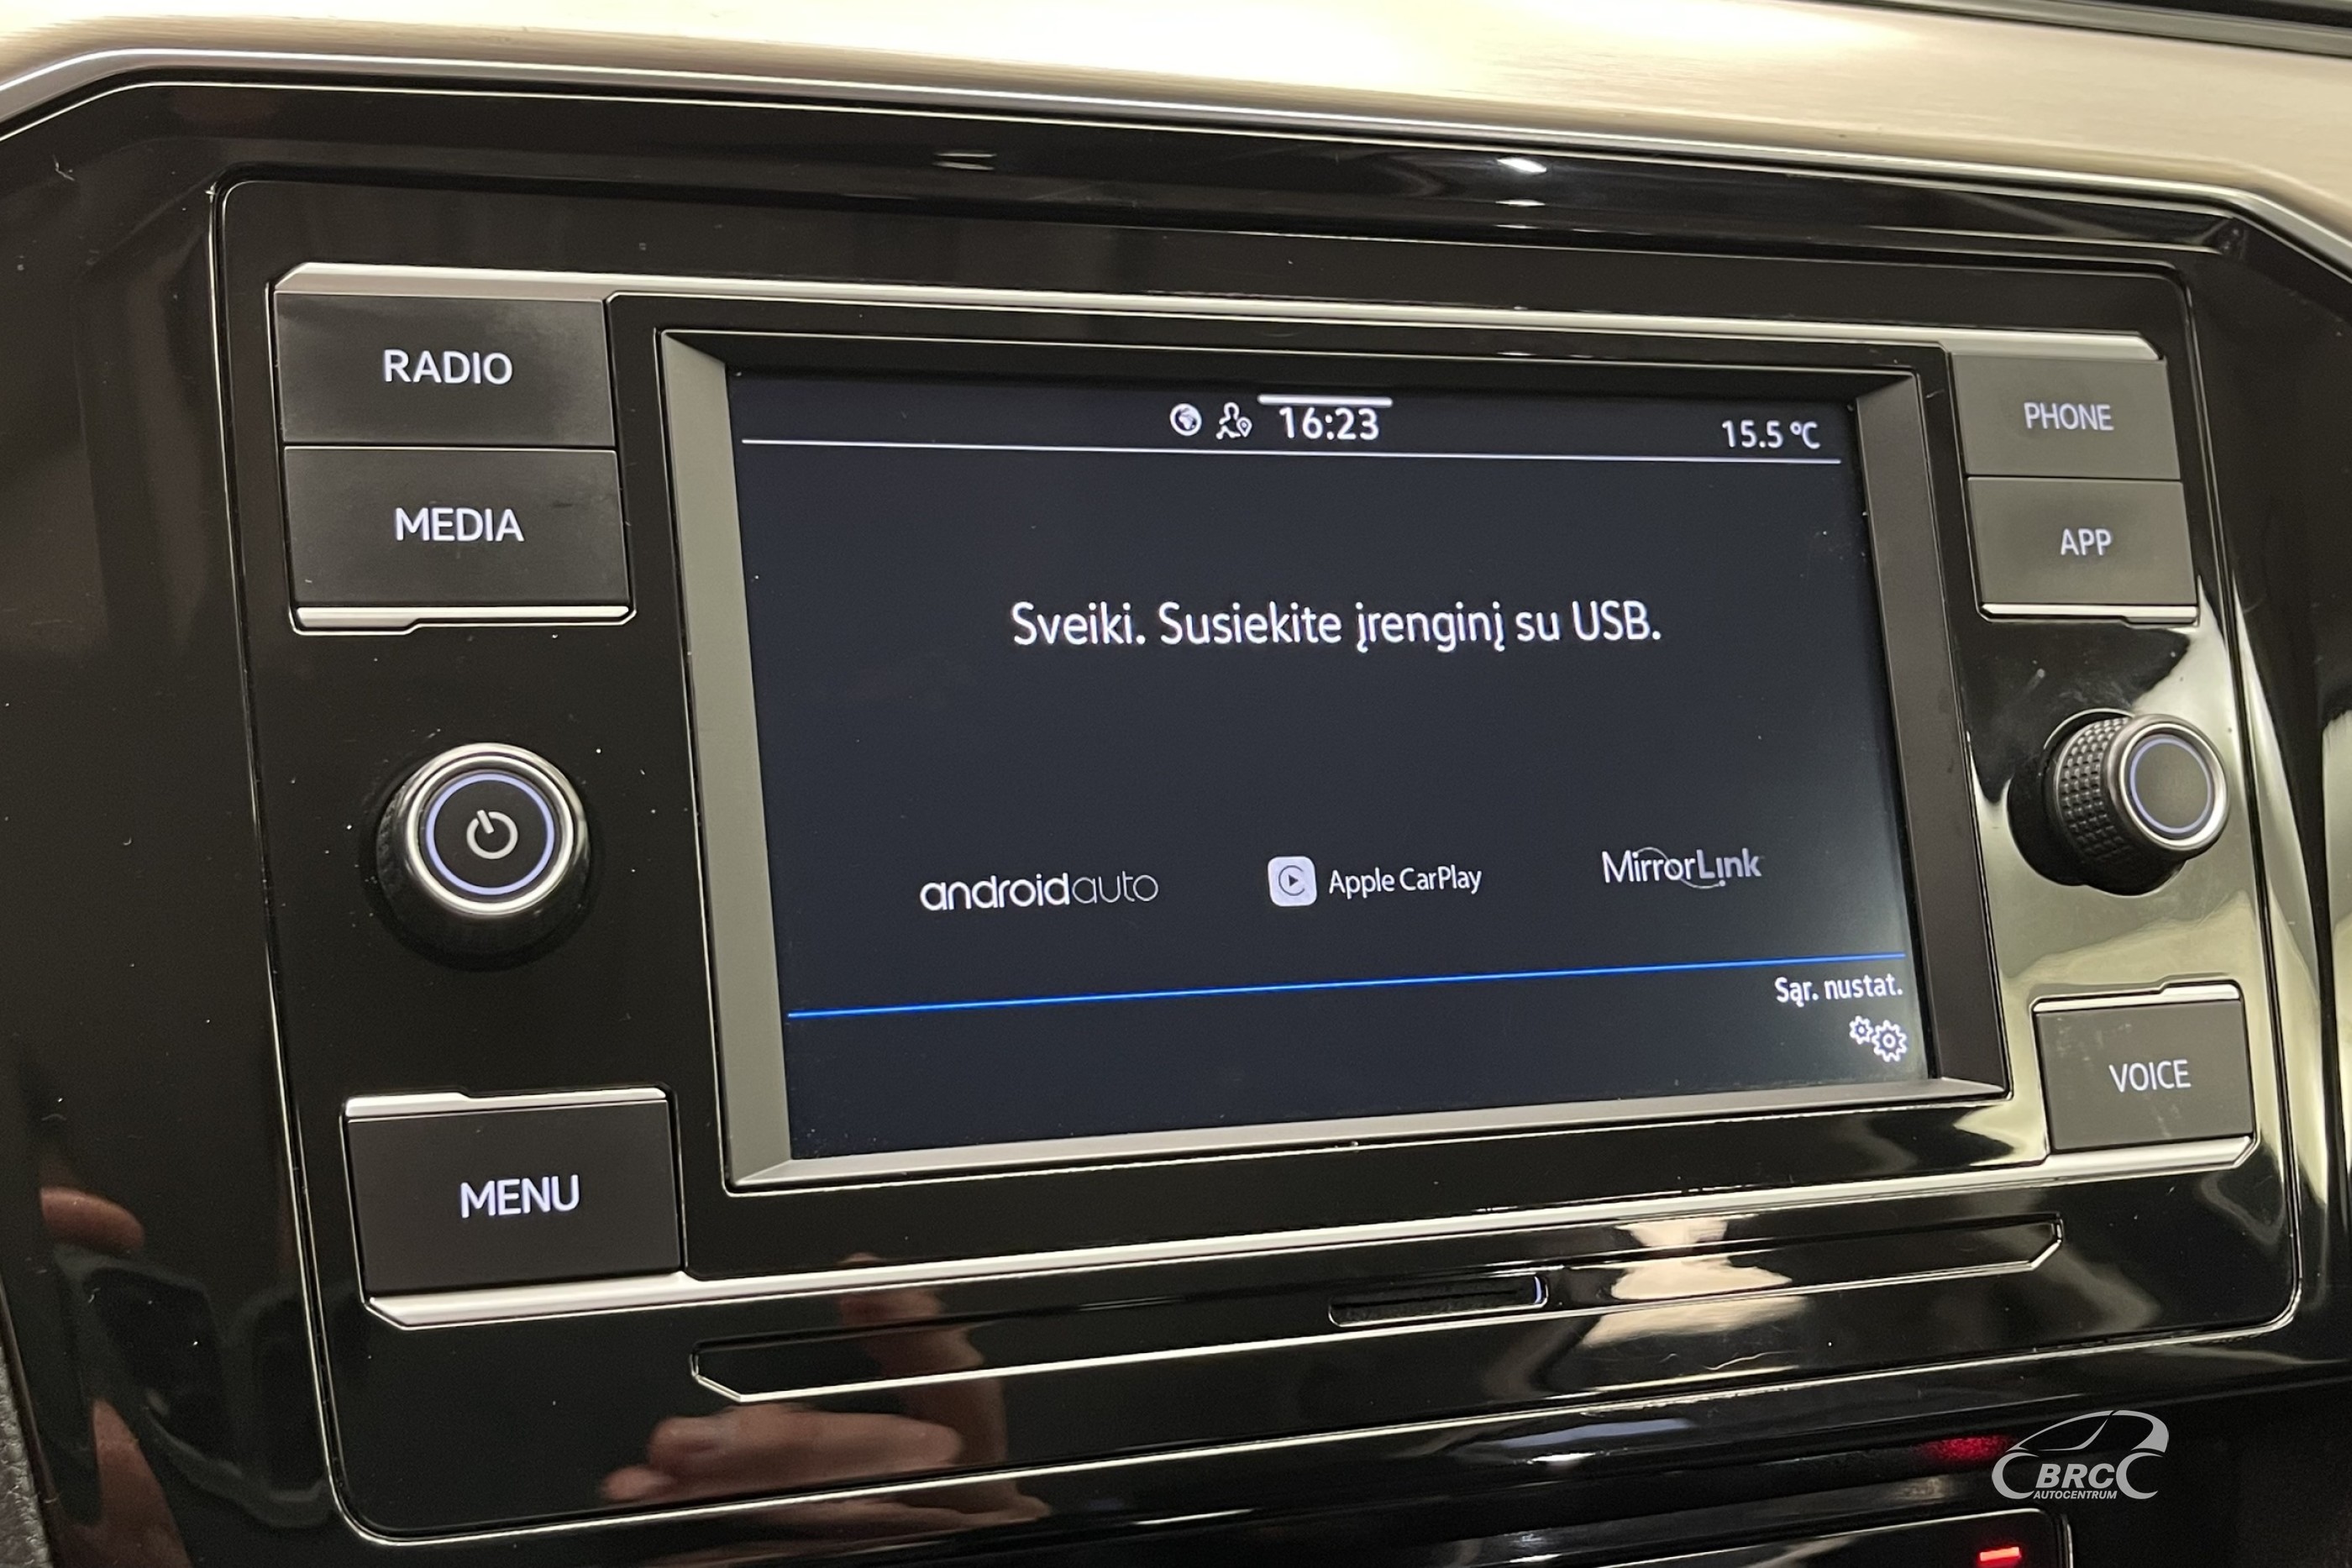 RADIO
MEDIA
MENU
16:23
15.5 °C
Sveiki. Susiekite įrenginį su USB.
androidauto
Apple CarPlay
MirrorLink
Sąr. nustat.
PHONE
APP
VOICE
BRC
AUTOCENTRUM